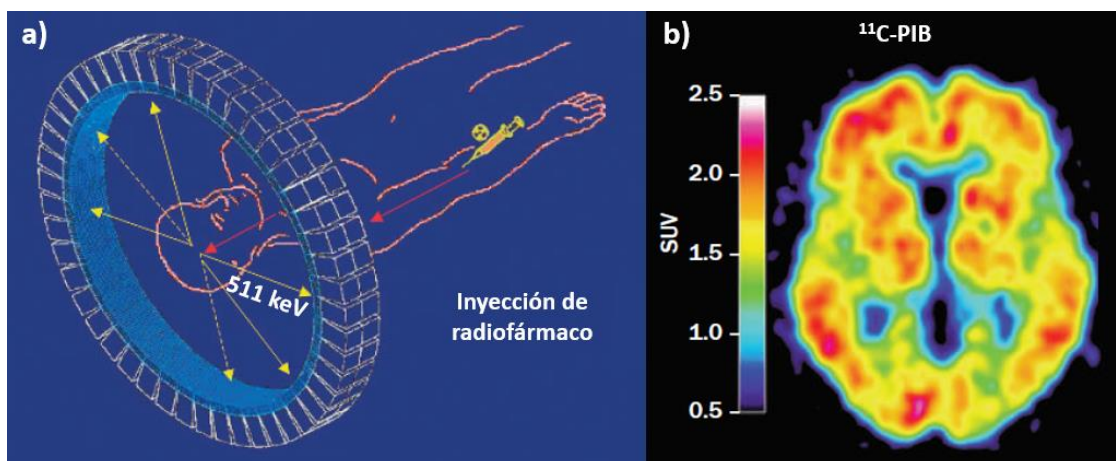 a)
511 keV
Inyección de
radiofármaco
b)
¹¹C-PIB
2.5
2.0
SUV
1.5
1.0
0.5